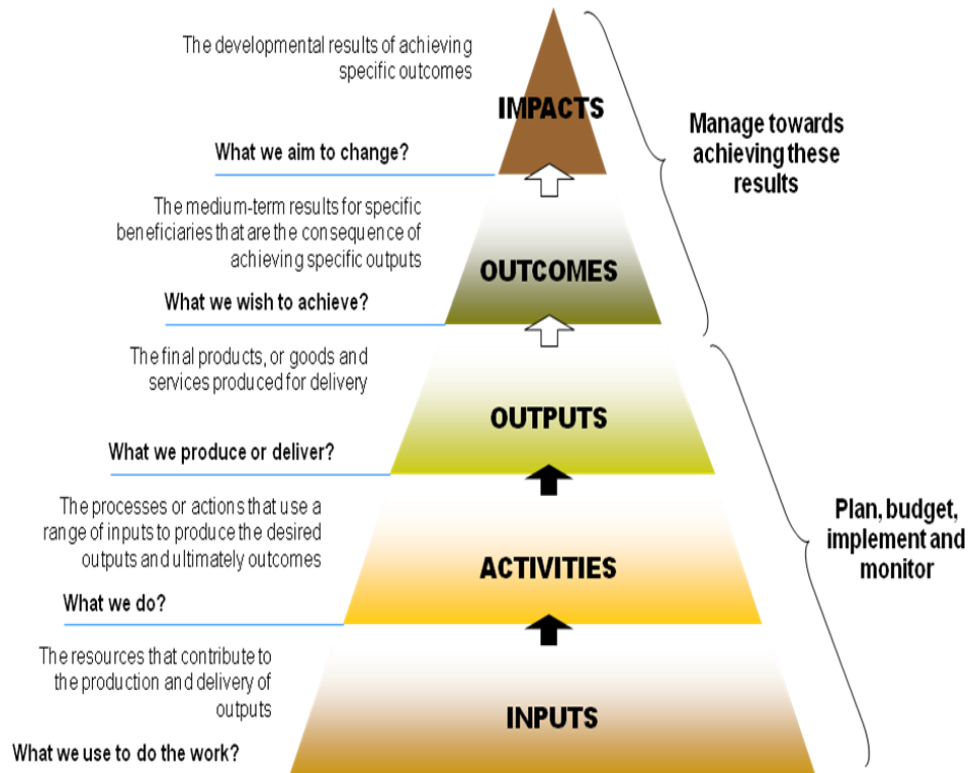 The developmental results of achieving
specific outcomes
IMPACTS
What we aim to change?
Manage towards
achieving these
results
The medium-term results for specific
beneficiaries that are the consequence of
achieving specific outputs
OUTCOMES
What we wish to achieve?
The final products, or goods and
services produced for delivery
OUTPUTS
What we produce or deliver?
The processes or actions that use a
range of inputs to produce the desired
outputs and ultimately outcomes
ACTIVITIES
What we do?
Plan, budget,
implement and
monitor
The resources that contribute to
the production and delivery of
outputs
INPUTS
What we use to do the work?